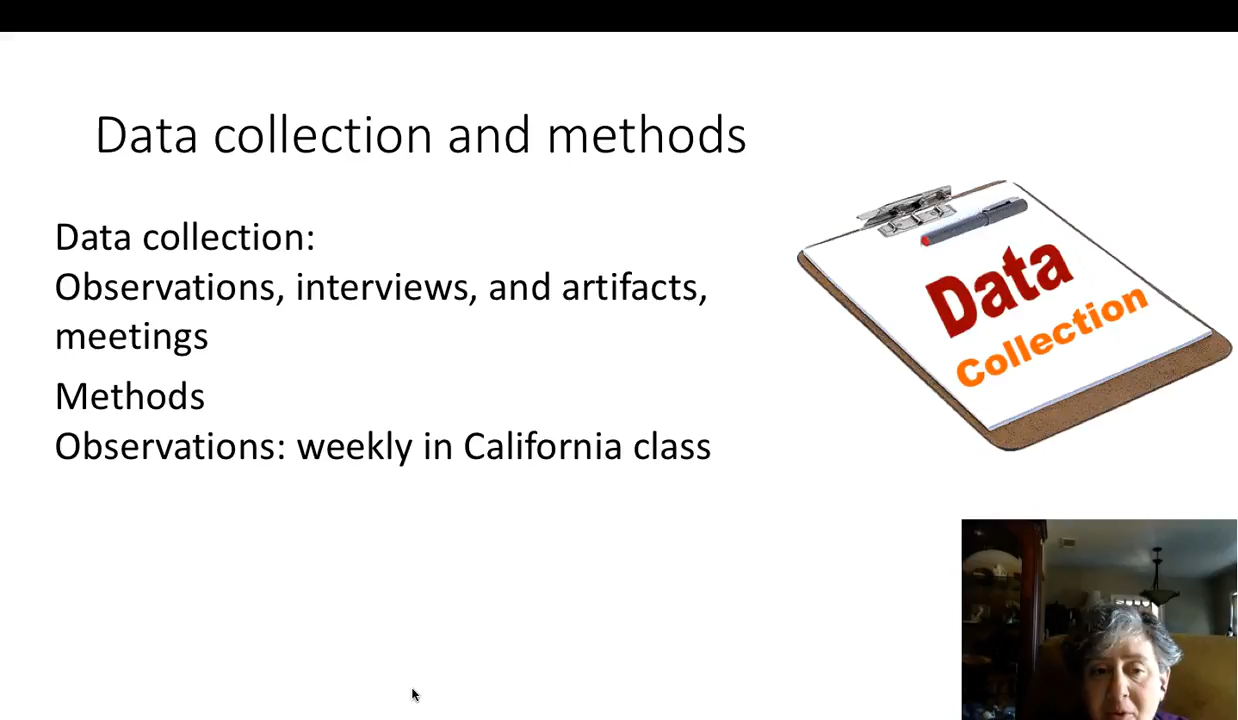 Data collection and methods
Data collection:
Observations, interviews, and artifacts,
meetings
Methods
Observations: weekly in California class
Data
Collection